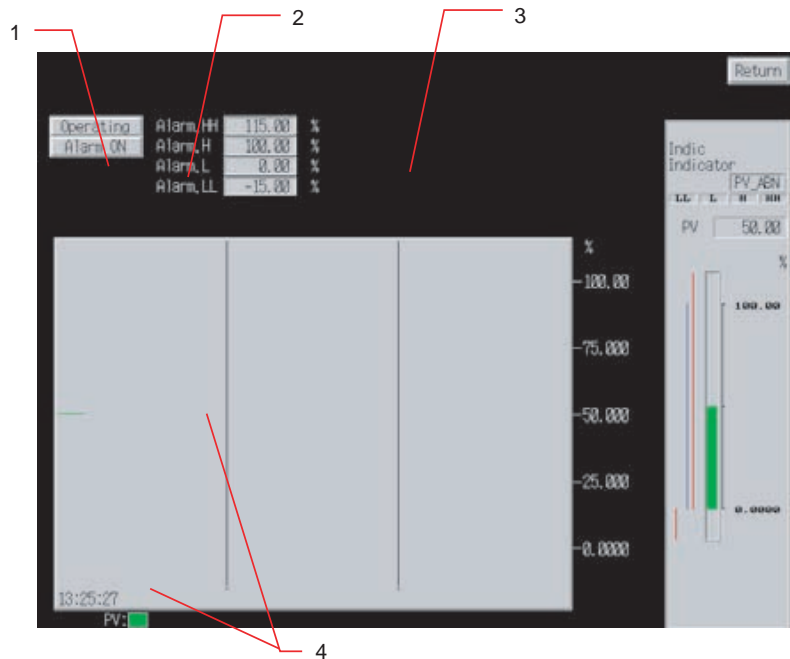 1
2
3
Return
Operating
Alarm ON
Alarm,HH 115.00 %
Alarm,H 100.00 %
Alarm,L 0.00 %
Alarm,LL -15.00 %
Indic
Indicator
PV_ABN
LL L H HH
PV 50.00
%
100.00
0.0000
%
100.00
75.000
50.000
25.000
0.0000
13:25:27
PV:
4